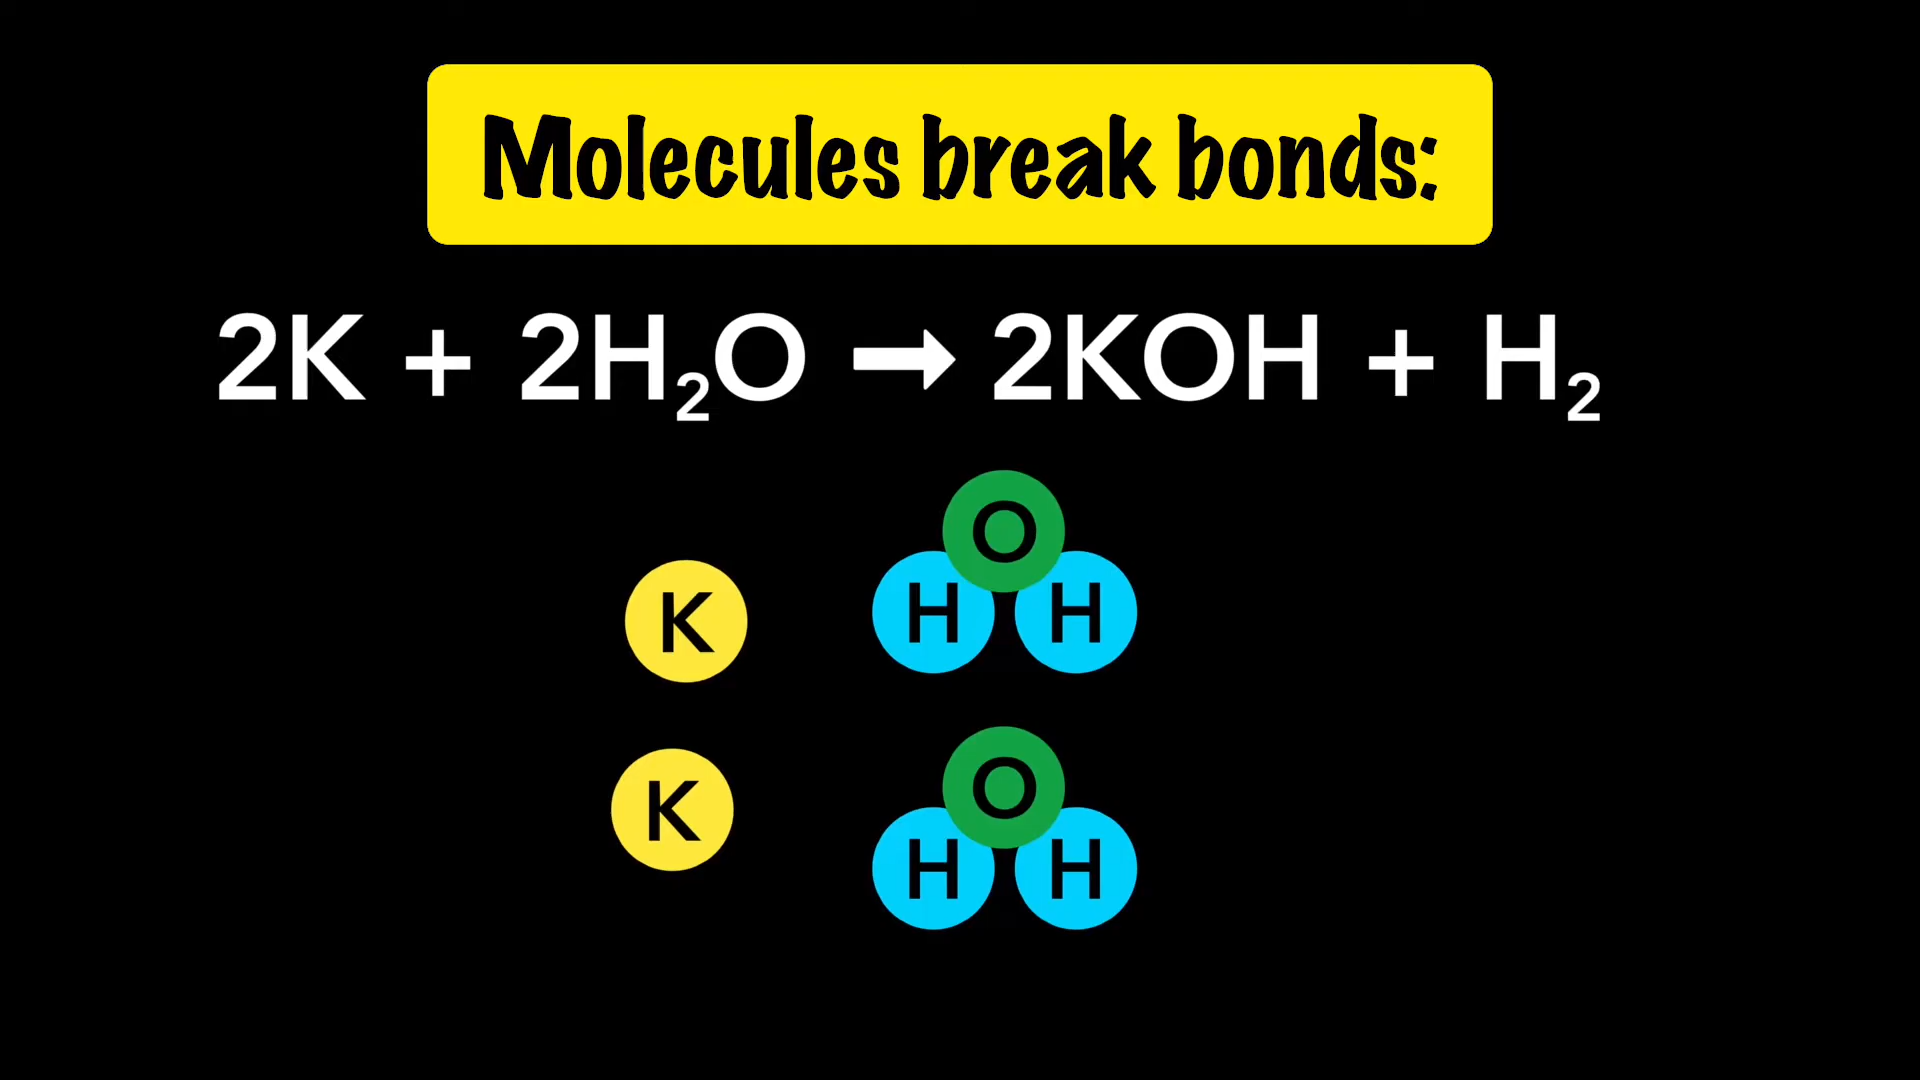 Molecules break bonds:
2K + 2H₂O → 2KOH + H₂
O
K H H
K O
H H